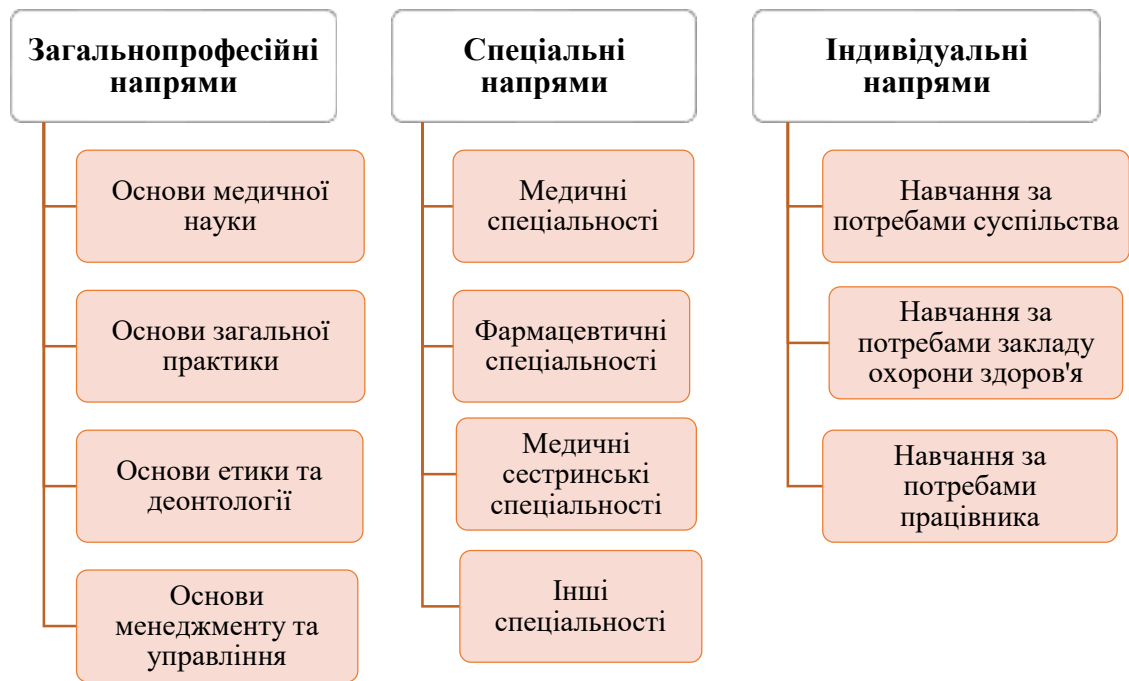 Загальнопрофесійні
напрями
Основи медичної
науки
Основи загальної
практики
Основи етики та
деонтології
Основи
менеджменту та
управління
Спеціальні
напрями
Медичні
спеціальності
Фармацевтичні
спеціальності
Медичні
сестринські
спеціальності
Інші
спеціальності
Індивідуальні
напрями
Навчання за
потребами суспільства
Навчання за
потребами закладу
охорони здоров'я
Навчання за
потребами
працівника